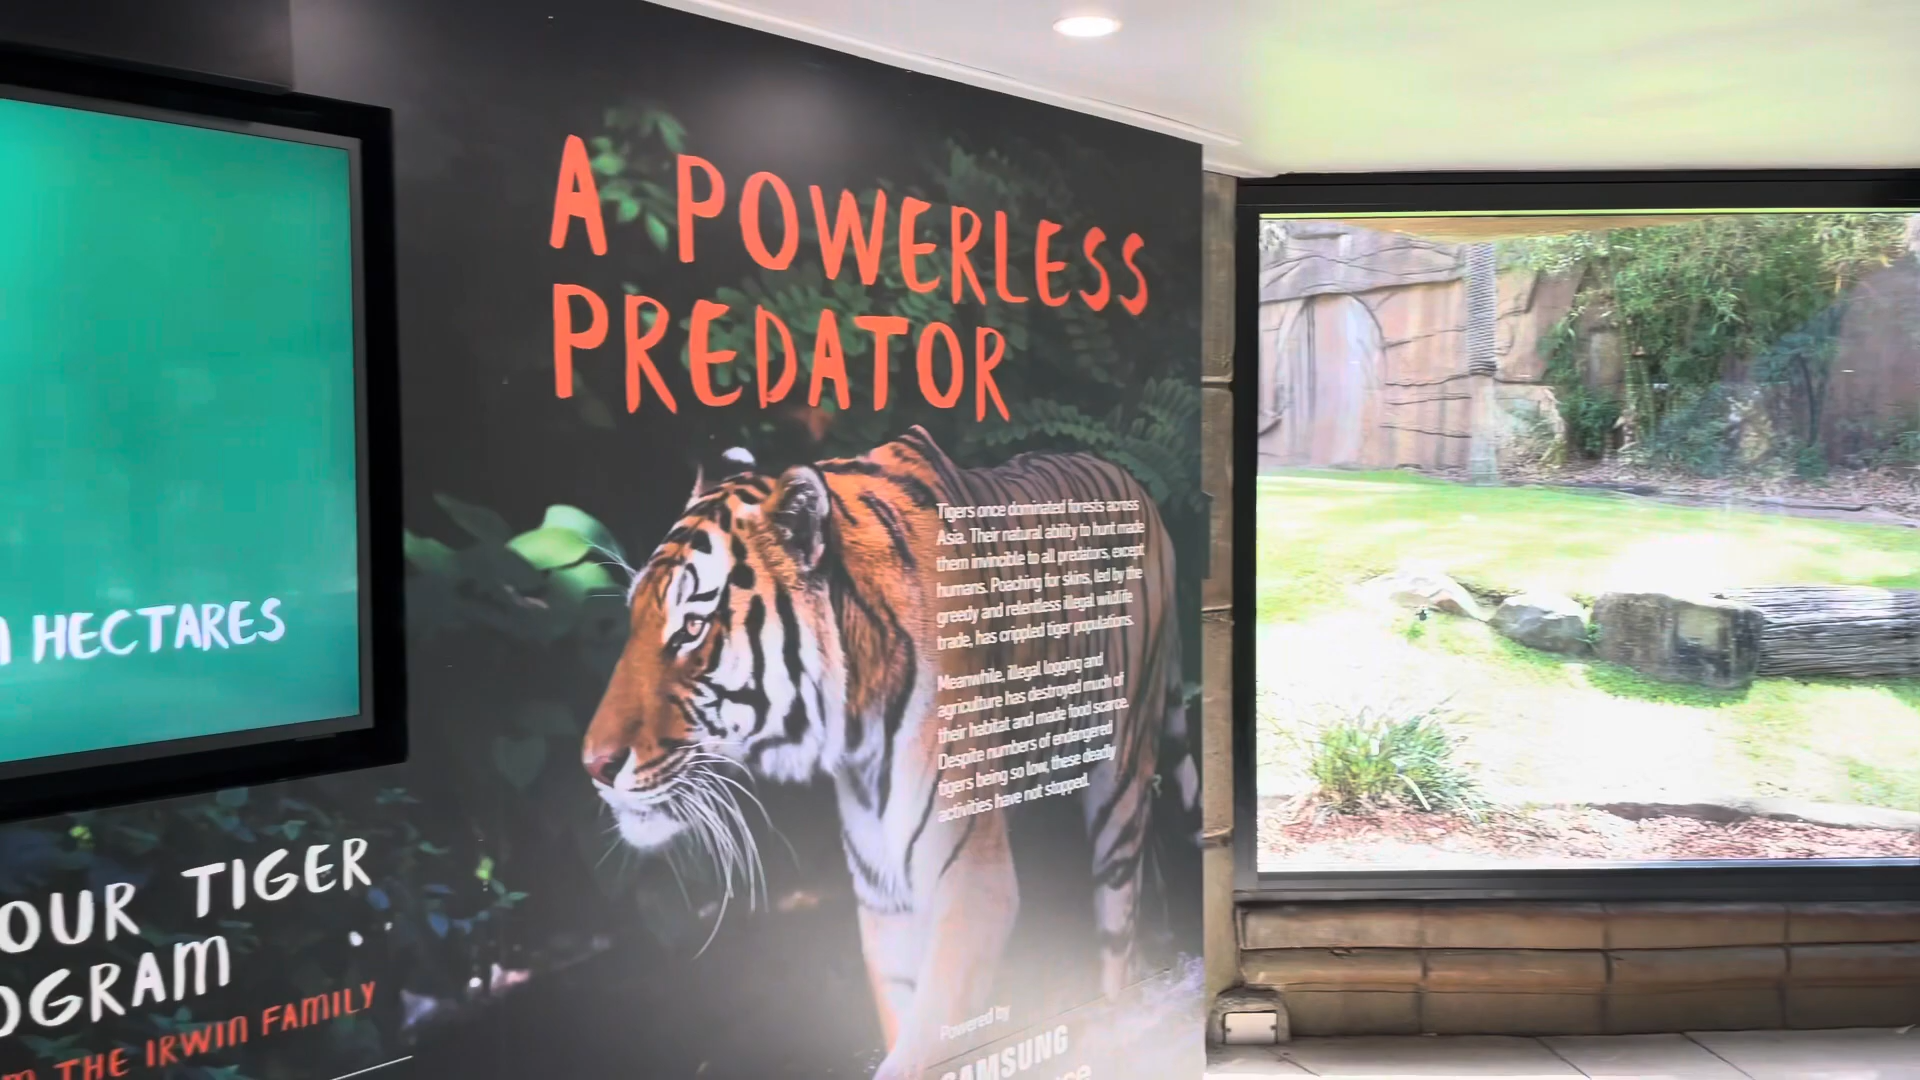 HECTARES
OUR TIGER
OGRAM
THE IRWIN FAMILY
A POWERLESS
PREDATOR
Tigers once dominated forests across
Asia. Their natural ability to hunt made
them invincible to all predators, except
humans. Poaching for skins, led by the
greedy and relentless illegal wildlife
trade, has crippled tiger populations.
Meanwhile, illegal logging and
agriculture has destroyed much of
their habitat and made food scarce.
Despite numbers of endangered
tigers being so low, these deadly
activities have not stopped.
Powered by
SAMSUNG